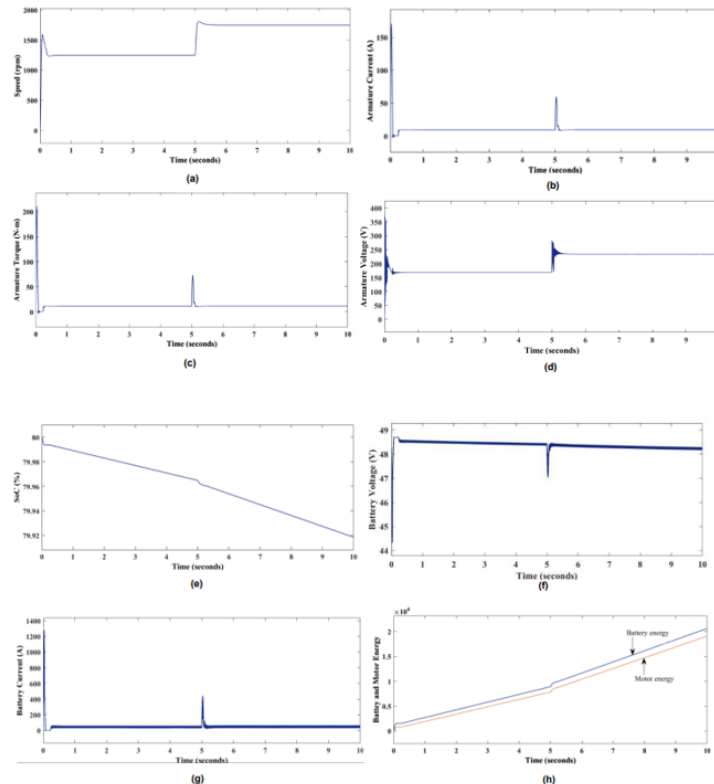 Speed (rpm)
2000
1500
1000
500
0
0 1 2 3 4 5 6 7 8 9 10
Time (seconds)
(a)
Armature Current (A)
150
100
50
0
0 1 2 3 4 5 6 7 8 9
Time (seconds)
(b)
Armature Torque (N-m)
200
150
100
50
0
0 1 2 3 4 5 6 7 8 9 10
Time (seconds)
(c)
Armature Voltage (V)
400
350
300
250
200
150
100
50
0
0 1 2 3 4 5 6 7 8 9
Time (seconds)
(d)
SoC (%)
80
79.98
79.96
79.94
79.92
0 1 2 3 4 5 6 7 8 9 10
Time (seconds)
(e)
Battery Voltage (V)
49
48
47
46
45
44
0 1 2 3 4 5 6 7 8 9 10
Time (seconds)
(f)
Battery Current (A)
1400
1200
1000
800
600
400
200
0
0 1 2 3 4 5 6 7 8 9 10
Time (seconds)
(g)
Battey and Motor Energy
2
1.5
1
0.5
0
Battery energy
Motor energy
0 1 2 3 4 5 6 7 8 9 10
Time (seconds)
(h)